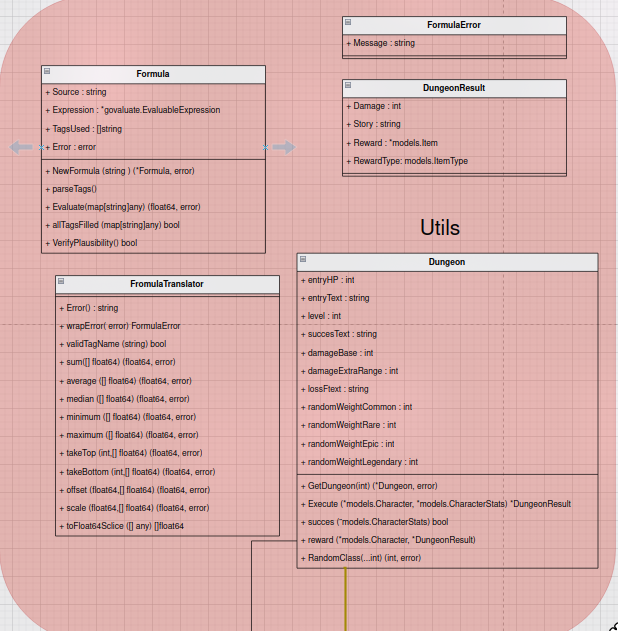 FormulaError
+ Message : string
Formula
+ Source : string
+ Expression : *govaluate.EvaluableExpression
+ TagsUsed : []string
+ Error : error
+ NewFormula (string ) (*Formula, error)
+ parseTags()
+ Evaluate(map[string]any) (float64, error)
+ allTagsFilled (map[string]any) bool
+ VerifyPlausibility() bool
DungeonResult
+ Damage : int
+ Story : string
+ Reward : *models.Item
+ RewardType: models.ItemType
Utils
FromulaTranslator
+ Error() : string
+ wrapError( error) FormulaError
+ validTagName (string) bool
+ sum([] float64) (float64, error)
+ average ([] float64) (float64, error)
+ median ([] float64) (float64, error)
+ minimum ([] float64) (float64, error)
+ maximum ([] float64) (float64, error)
+ takeTop (int,[] float64) (float64, error)
+ takeBottom (int,[] float64) (float64, error)
+ offset (float64,[] float64) (float64, error)
+ scale (float64,[] float64) (float64, error)
+ toFloat64Sclice ([] any) []float64
Dungeon
+ entryHP : int
+ entryText : string
+ level : int
+ succesText : string
+ damageBase : int
+ damageExtraRange : int
+ lossFtext : string
+ randomWeightCommon : int
+ randomWeightRare : int
+ randomWeightEpic : int
+ randomWeightLegendary : int
+ GetDungeon(int) (*Dungeon, error)
+ Execute (*models.Character, *models.CharacterStats) *DungeonResult
+ succes (*models.CharacterStats) bool
+ reward (*models.Character, *DungeonResult)
+ RandomClass(...int) (int, error)